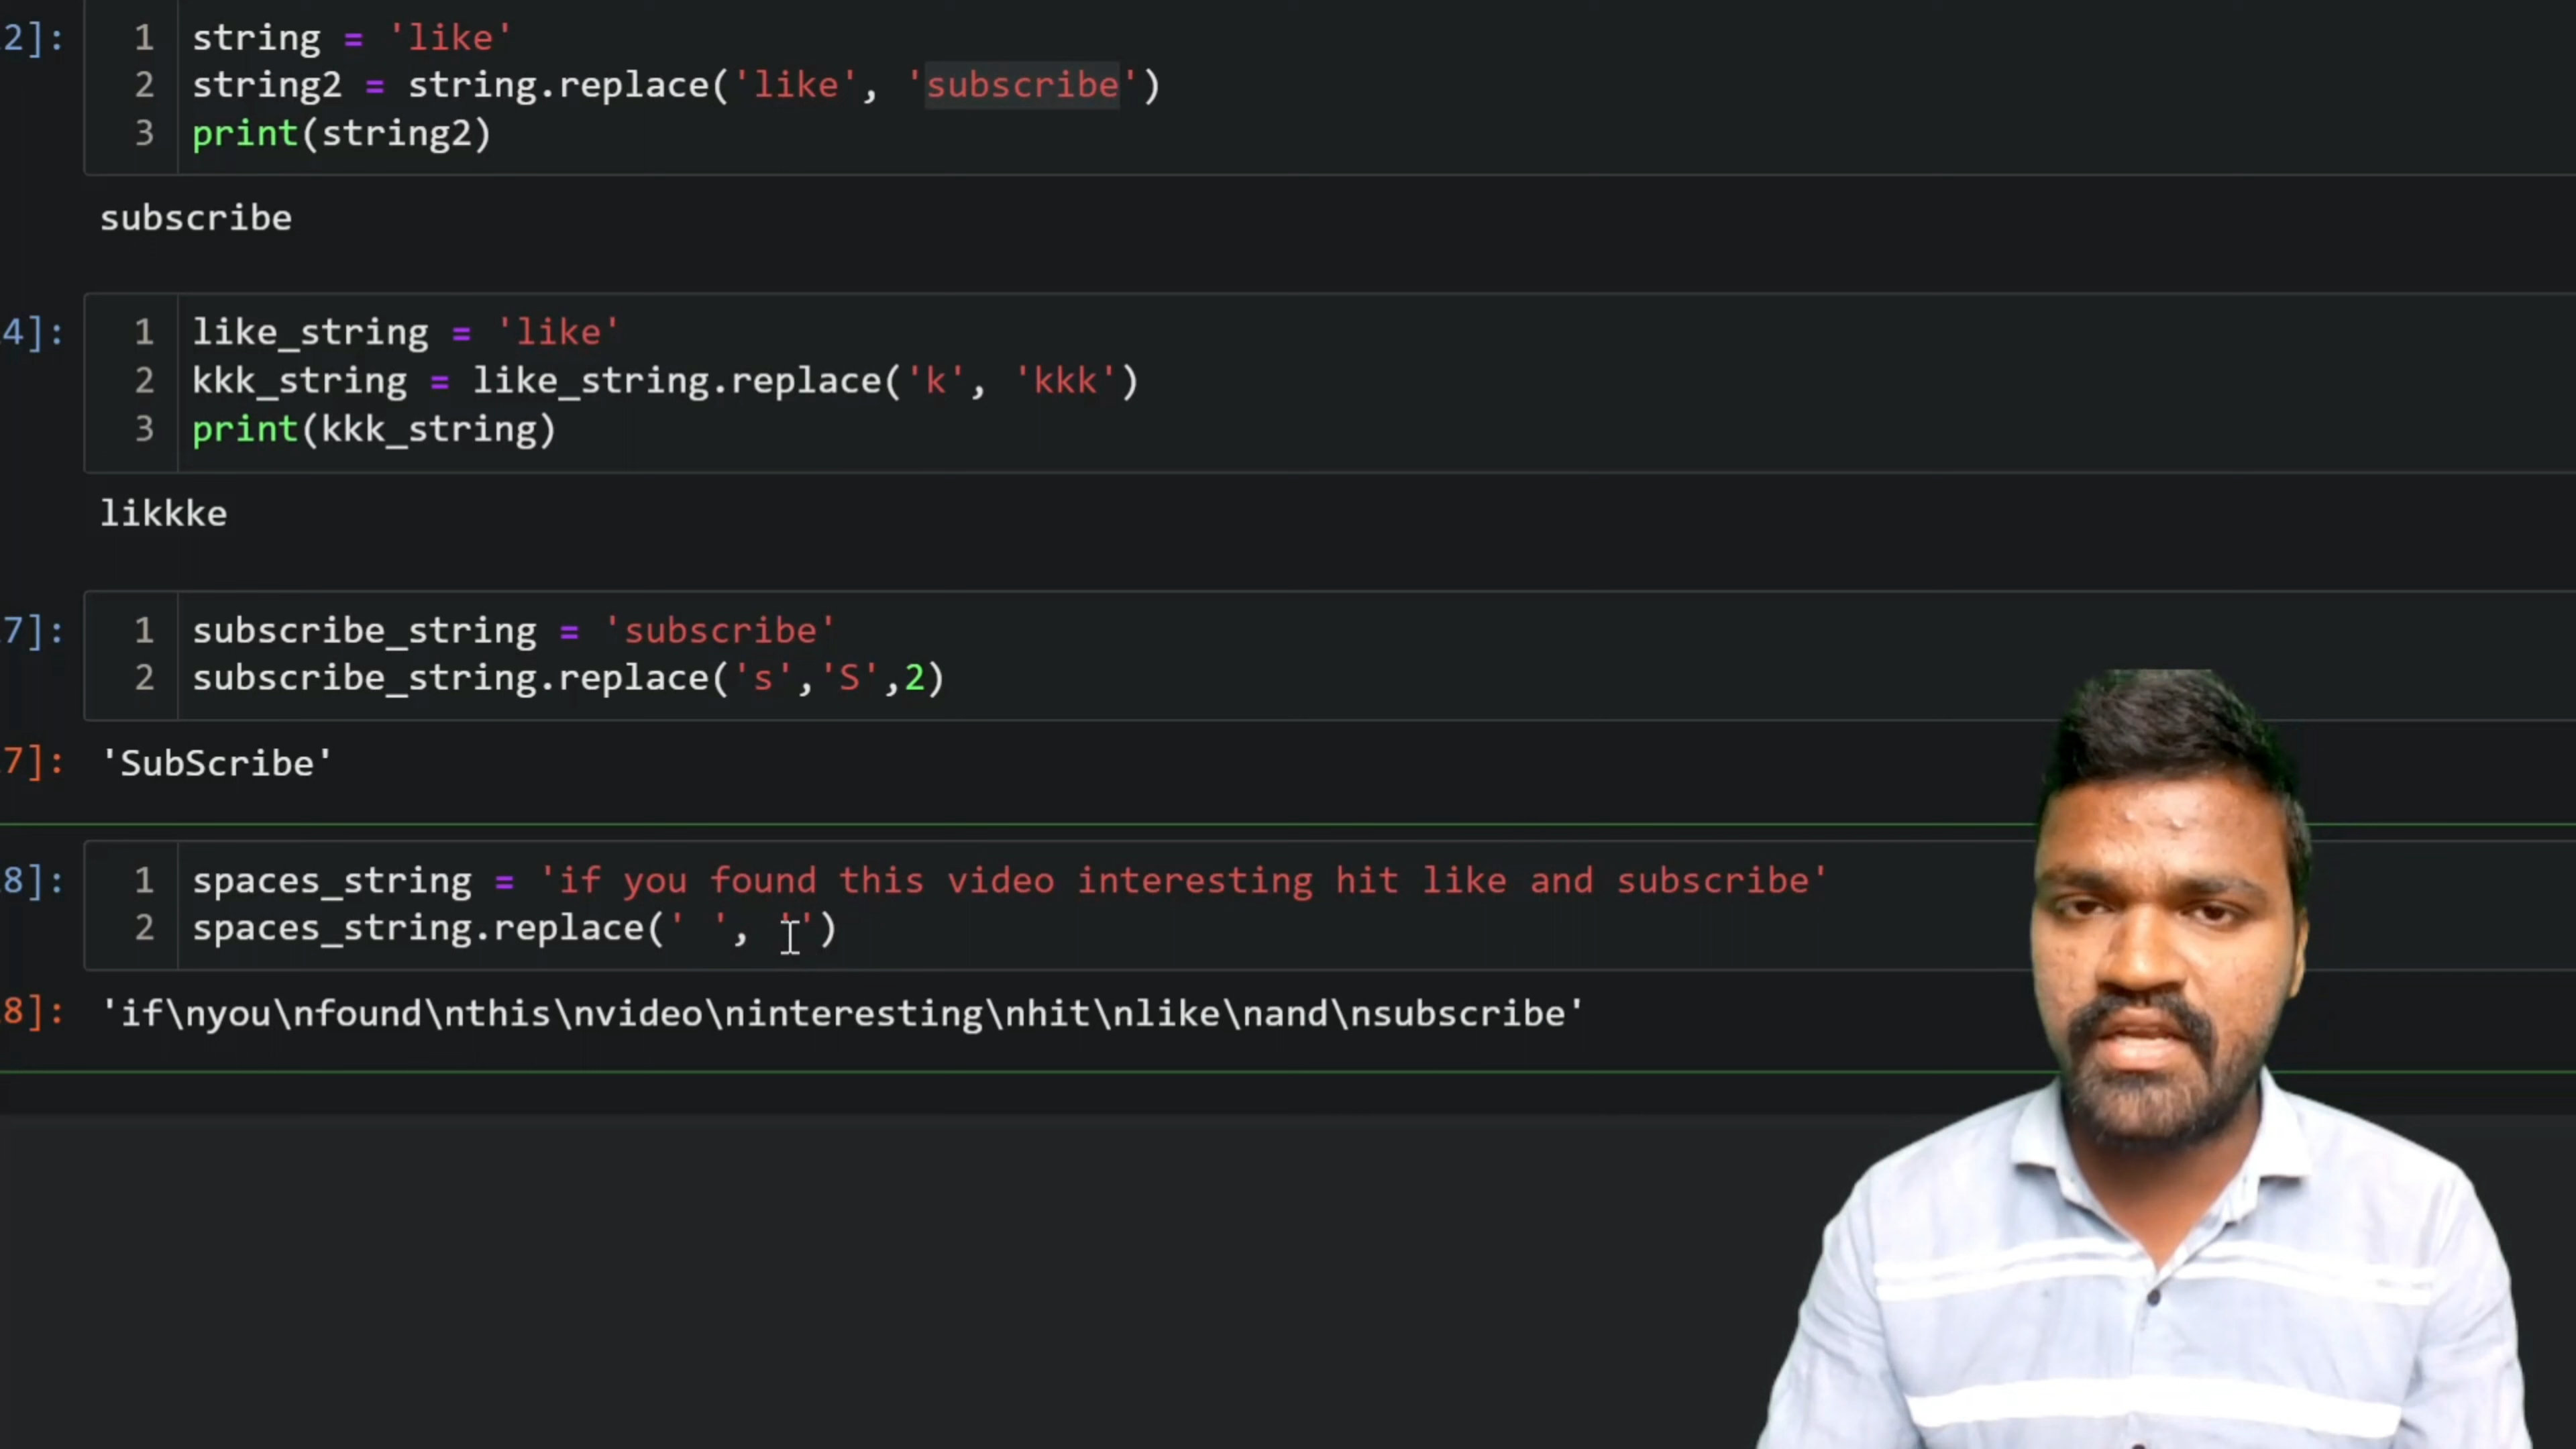 2]:
1 string = 'like'
2 string2 = string.replace('like', 'subscribe')
3 print(string2)
subscribe
4]:
1 like_string = 'like'
2 kkk_string = like_string.replace('k', 'kkk')
3 print(kkk_string)
likkke
7]:
1 subscribe_string = 'subscribe'
2 subscribe_string.replace('s','S',2)
7]: 'SubScribe'
8]:
1 spaces_string = 'if you found this video interesting hit like and subscribe'
2 spaces_string.replace(' ', '')
8]: 'if\nyou\nfound\nthis\nvideo\ninteresting\nhit\nlike\nand\nsubscribe'